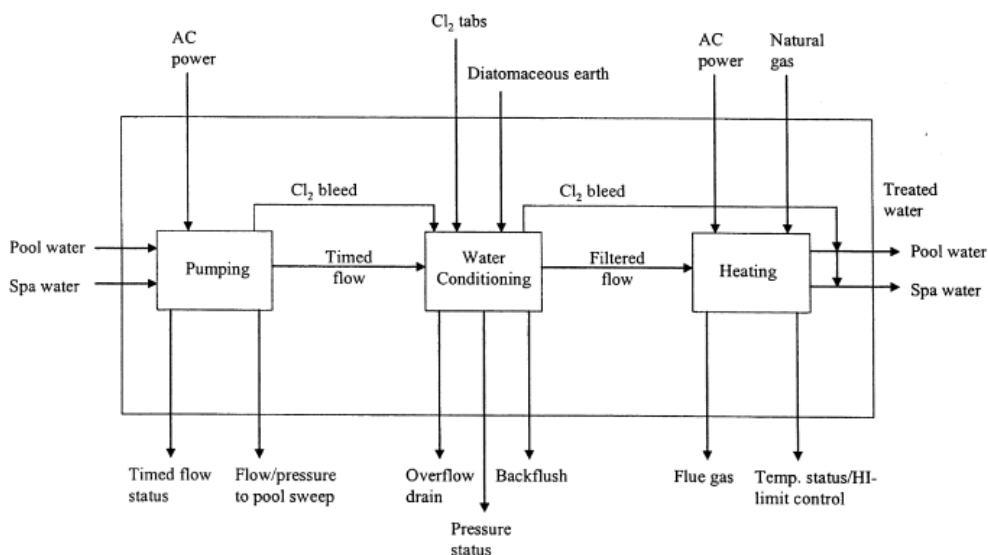 Cl₂ tabs
AC
power
AC
power
Natural
gas
Diatomaceous earth
Cl₂ bleed
Cl₂ bleed
Treated
water
Pool water
Spa water
Pumping
Timed
flow
Water
Conditioning
Filtered
flow
Heating
Pool water
Spa water
Timed flow
status
Flow/pressure
to pool sweep
Overflow
drain
Backflush
Pressure
status
Flue gas
Temp. status/HI-
limit control